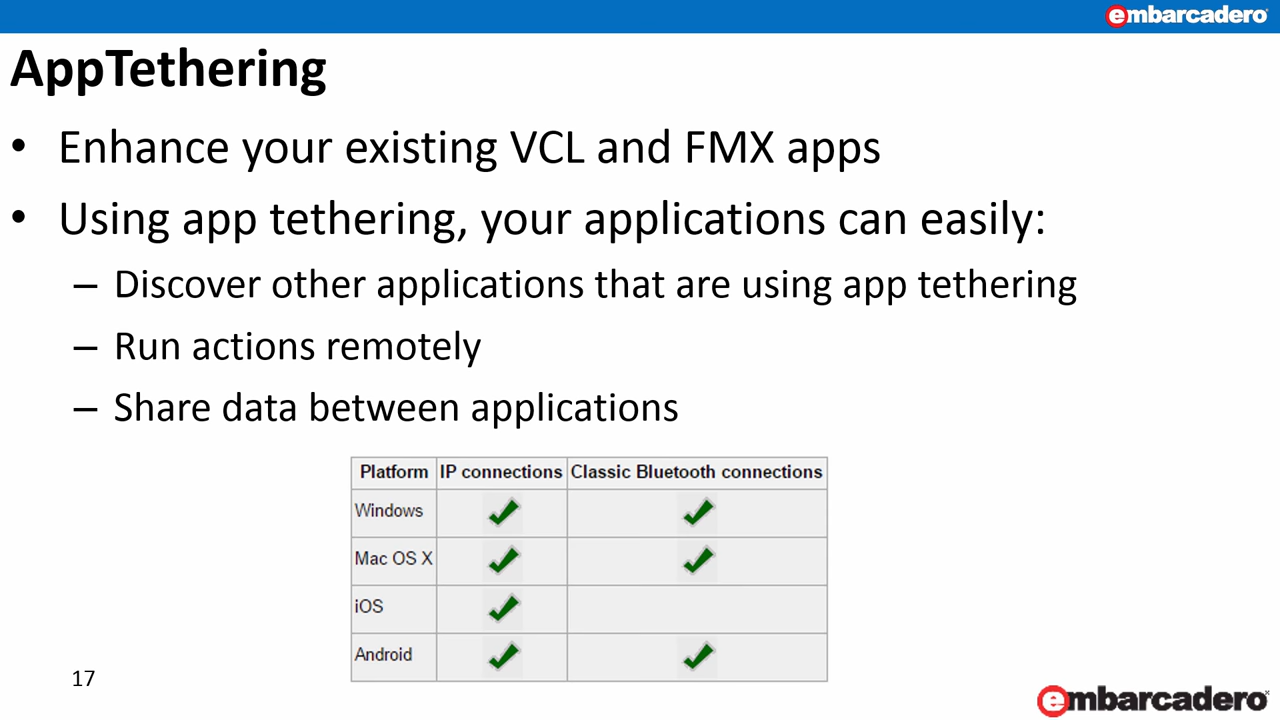 embarcadero
AppTethering
• Enhance your existing VCL and FMX apps
• Using app tethering, your applications can easily:
– Discover other applications that are using app tethering
– Run actions remotely
– Share data between applications
Platform IP connections Classic Bluetooth connections
Windows ✔ ✔
Mac OS X ✔ ✔
iOS ✔
Android ✔ ✔
17
embarcadero